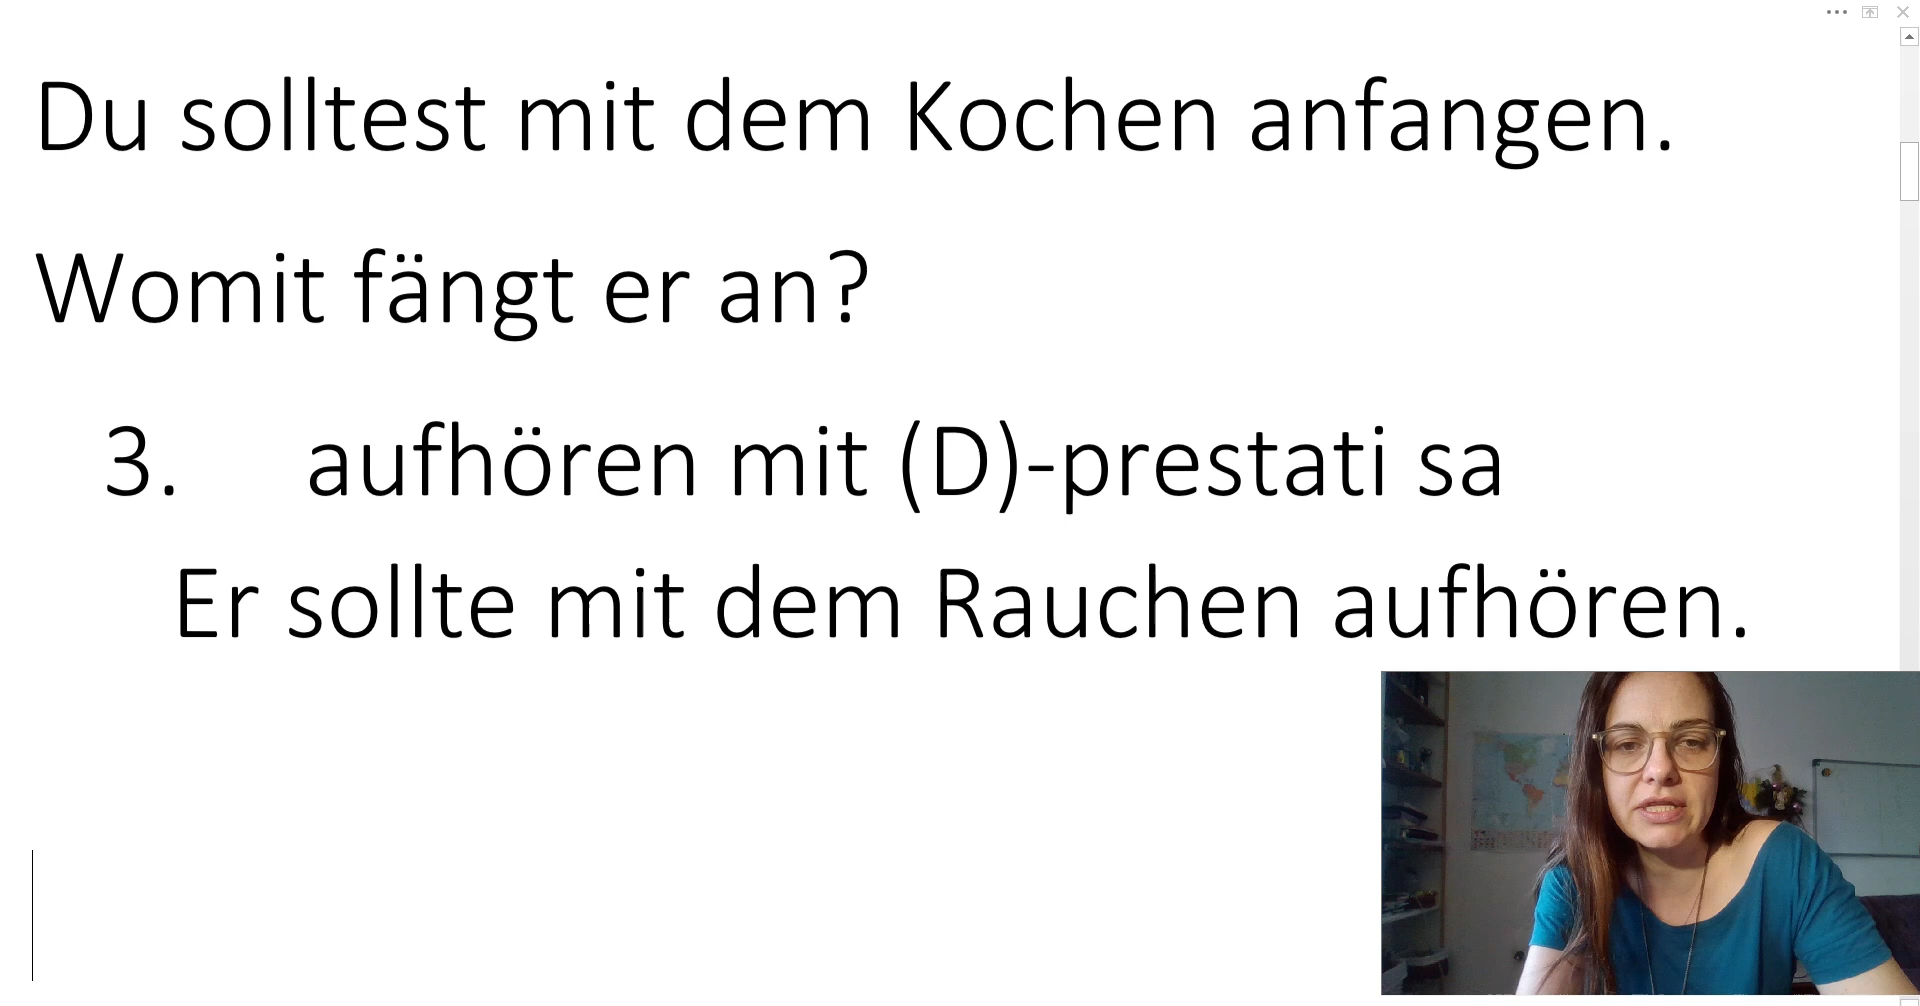 Du solltest mit dem Kochen anfangen.
Womit fängt er an?
3. aufhören mit (D)-prestati sa
Er sollte mit dem Rauchen aufhören.